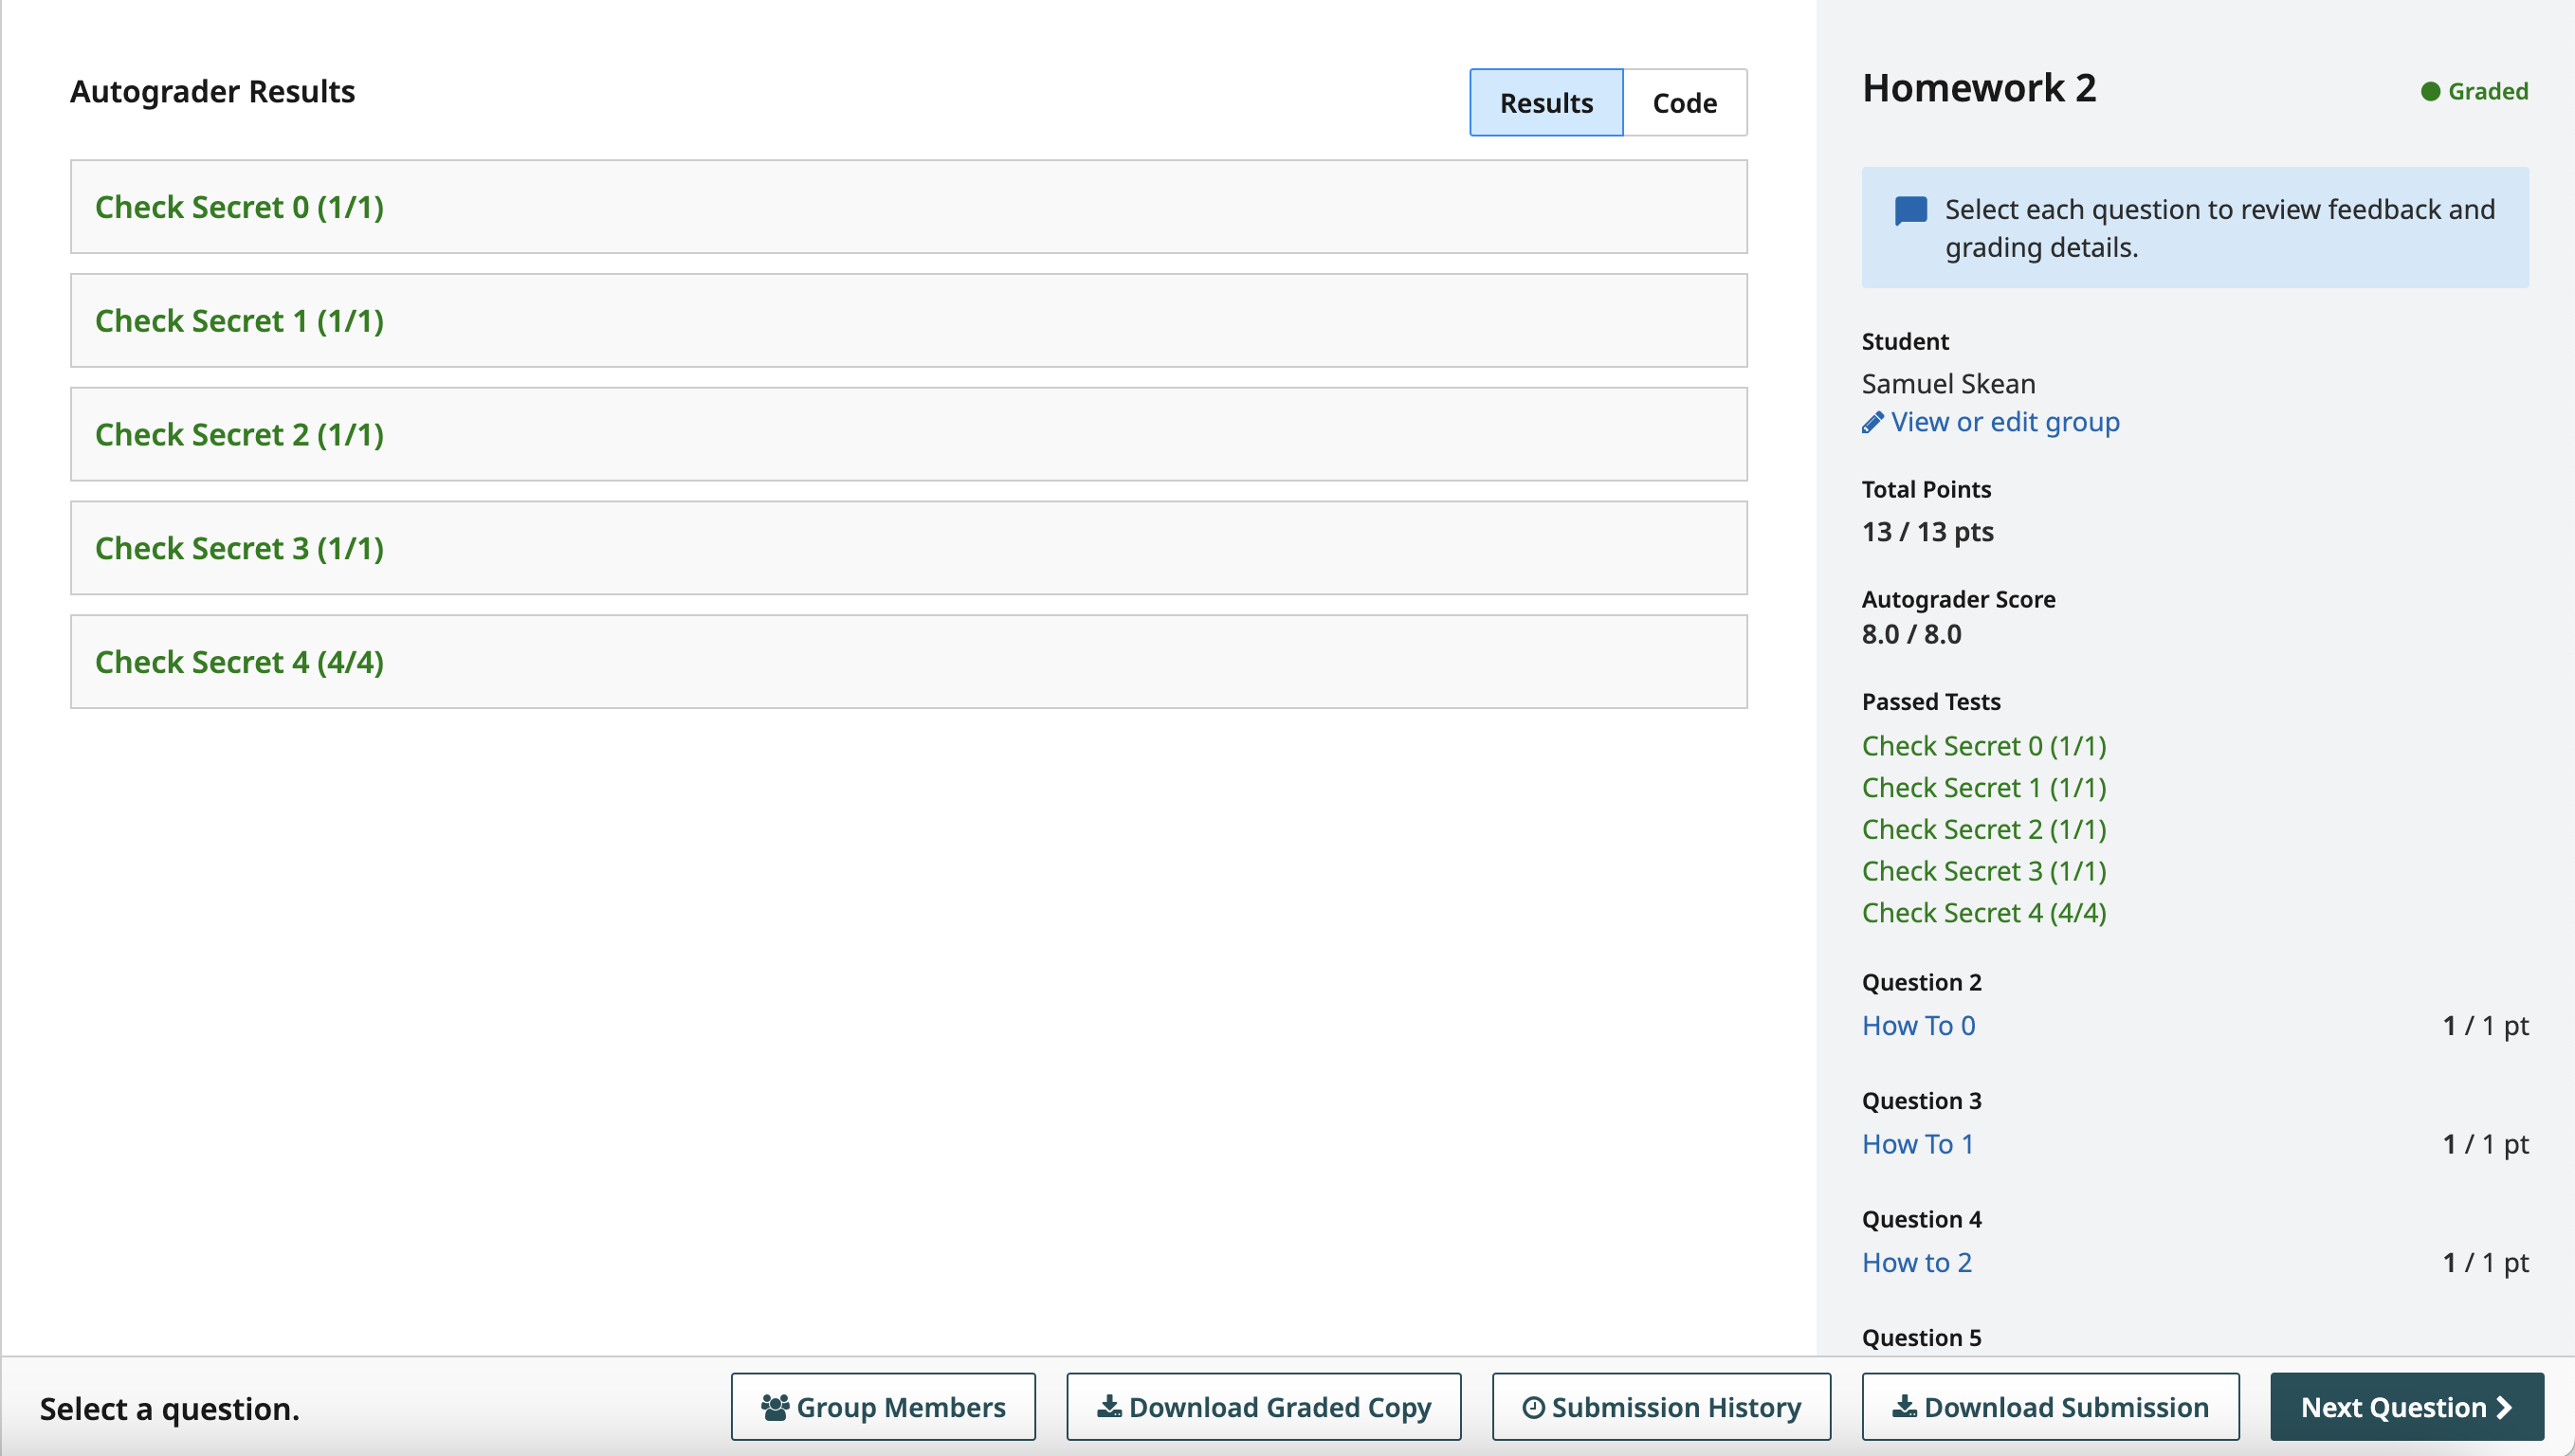 Autograder Results
Results
Code
Check Secret 0 (1/1)
Check Secret 1 (1/1)
Check Secret 2 (1/1)
Check Secret 3 (1/1)
Check Secret 4 (4/4)
Homework 2
Graded
Select each question to review feedback and
grading details.
Student
Samuel Skean
View or edit group
Total Points
13 / 13 pts
Autograder Score
8.0 / 8.0
Passed Tests
Check Secret 0 (1/1)
Check Secret 1 (1/1)
Check Secret 2 (1/1)
Check Secret 3 (1/1)
Check Secret 4 (4/4)
Question 2
How To 0 1 / 1 pt
Question 3
How To 1 1 / 1 pt
Question 4
How to 2 1 / 1 pt
Question 5
Select a question.
Group Members
Download Graded Copy
Submission History
Download Submission
Next Question